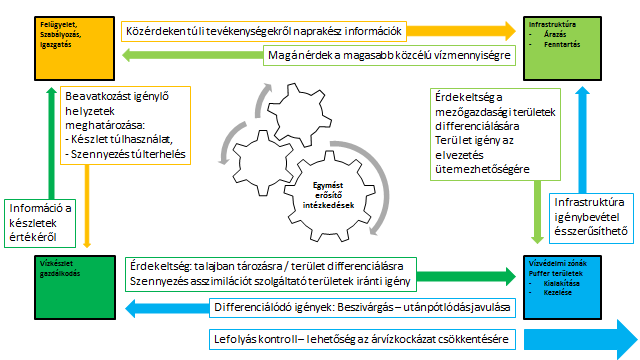 Felügyelet,
Szabályozás,
Igazgatás
Közérdeken túli tevékenységekről naprakész információk
Magánérdek a magasabb közcélú vízmennyiségre
Infrastruktúra
- Árazás
- Fenntartás
Beavatkozást igénylő
helyzetek
meghatározása:
- Készlet túlhasználat,
- Szennyezés túlterhelés
Érdekeltség a
mezőgazdasági területek
differenciálására
Terület igény az
elvezetés
ütemezhetőségére
Egymást
erősítő
intézkedések
Információ a
készletek
értékéről
Infrastruktúra
igénybevétel
ésszerűsíthető
Vízkészlet
gazdálkodás
Érdekeltség: talajban tározásra / terület differenciálásra
Szennyezés asszimilációt szolgáltató területek iránti igény
Vízvédelmi zónák
Puffer területek
- Kialakítása
- Kezelése
Differenciálódó igények: Beszivárgás – utánpótlódás javulása
Lefolyás kontroll – lehetőség az árvízkockázat csökkentésére